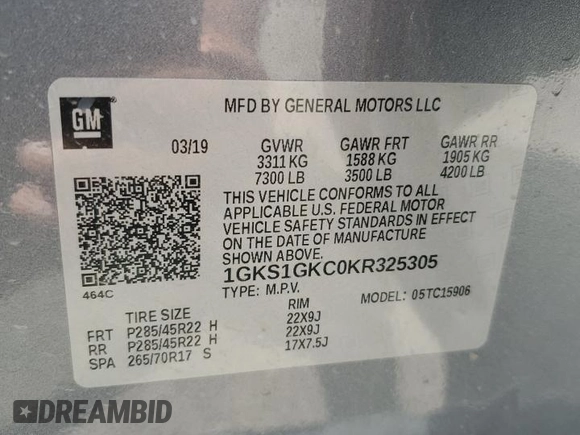 GM
MFD BY GENERAL MOTORS LLC
03/19 GVWR GAWR FRT GAWR RR
3311 KG 1588 KG 1905 KG
7300 LB 3500 LB 4200 LB
THIS VEHICLE CONFORMS TO ALL
APPLICABLE U.S. FEDERAL MOTOR
VEHICLE SAFETY STANDARDS IN EFFECT
ON THE DATE OF MANUFACTURE
SHOWN ABOVE.
1GKS1GKC0KR325305
464C TYPE: M.P.V. MODEL: 05TC15906
TIRE SIZE RIM
FRT P285/45R22 H 22X9J
RR P285/45R22 H 22X9J
SPA 265/70R17 S 17X7.5J
DREAMBID